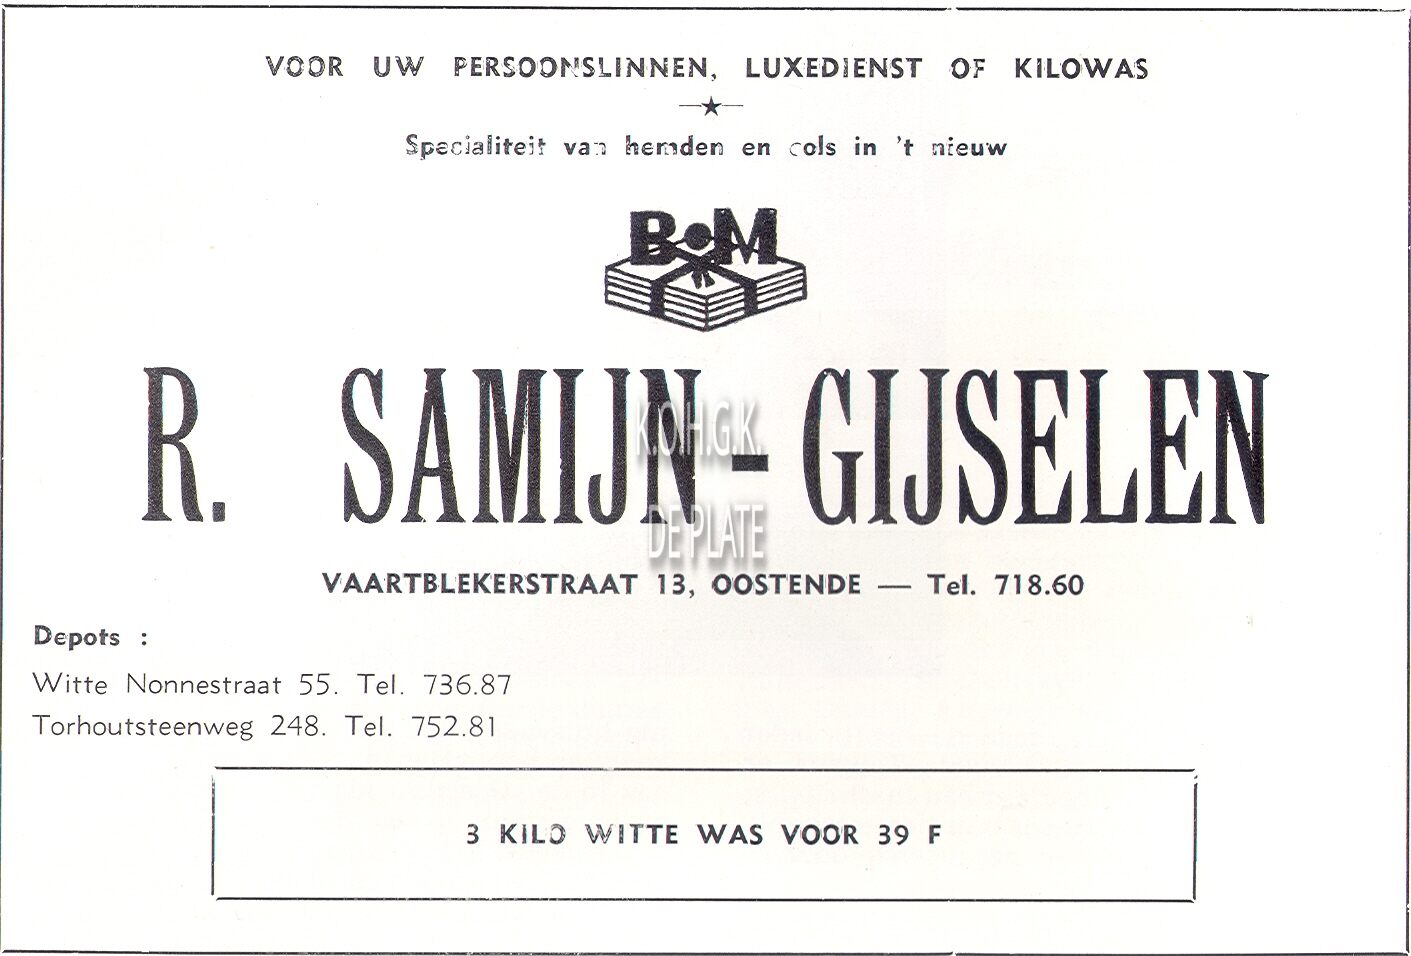 VOOR UW PERSOONSLINNEN, LUXEDIENST OF KILOWAS
Specialiteit van hemden en cols in 't nieuw
B.M
R. SAMIJN-GIJSELEN
K.O.H.G.K.
DE PLATE
VAARTBLEKERSTRAAT 13, OOSTENDE — Tel. 718.60
Depots :
Witte Nonnestraat 55. Tel. 736.87
Torhoutsteenweg 248. Tel. 752.81
3 KILO WITTE WAS VOOR 39 F